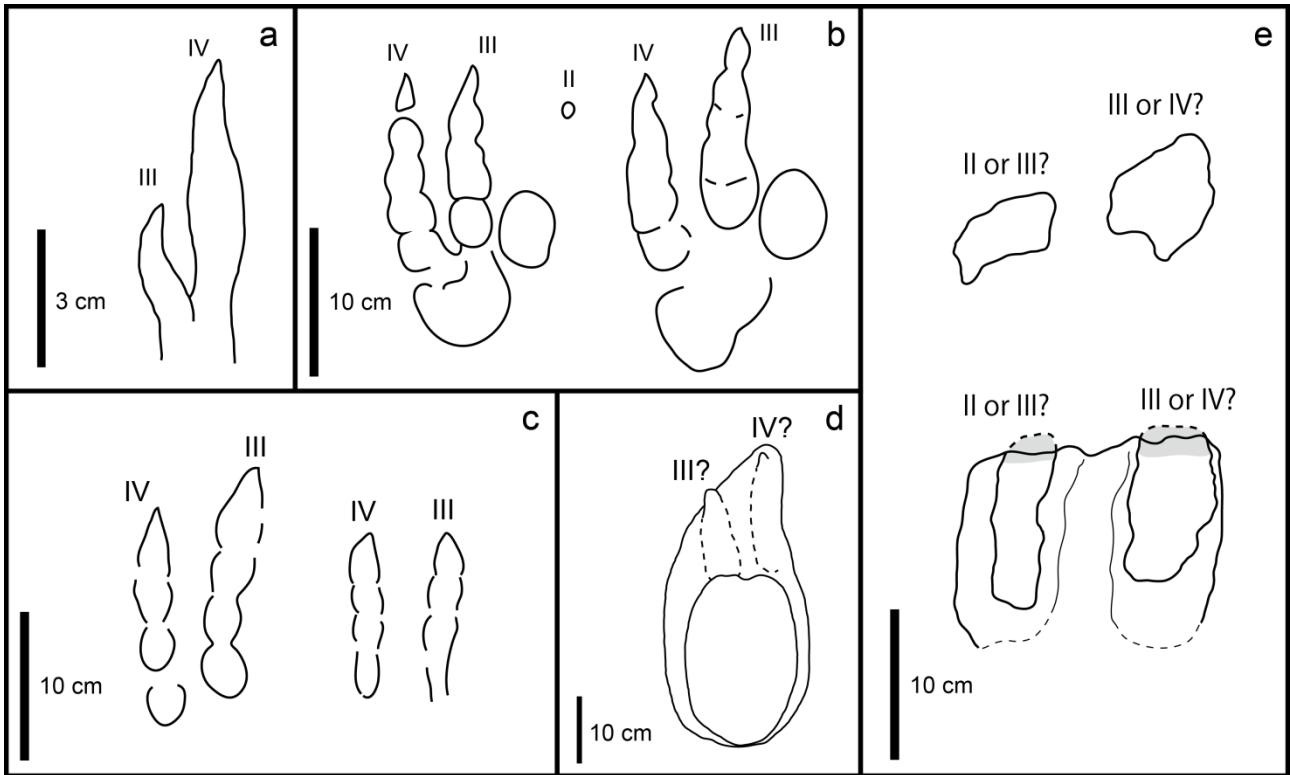 a
IV
III
3 cm
b
IV
III
II
IV
III
10 cm
c
IV
III
IV
III
10 cm
d
IV?
III?
10 cm
e
III or IV?
II or III?
II or III?
III or IV?
10 cm